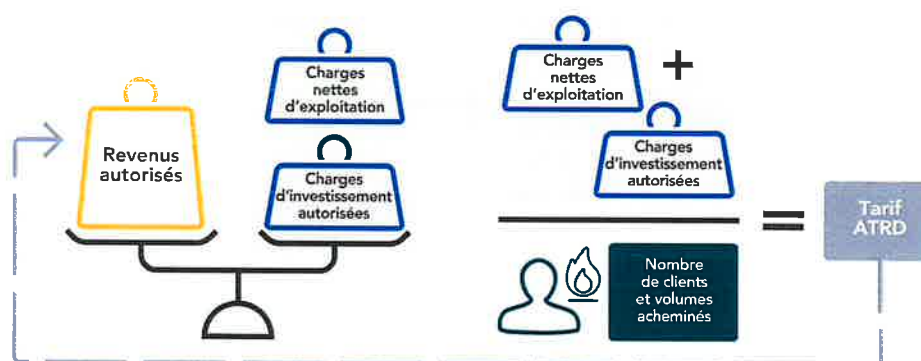 Revenus
autorisés
Charges
nettes
d'exploitation
Charges
d'investissement
autorisées
Charges
nettes
d'exploitation
+
Charges
d'investissement
autorisées
=
Nombre
de clients
et volumes
acheminés
Tarif
ATRD